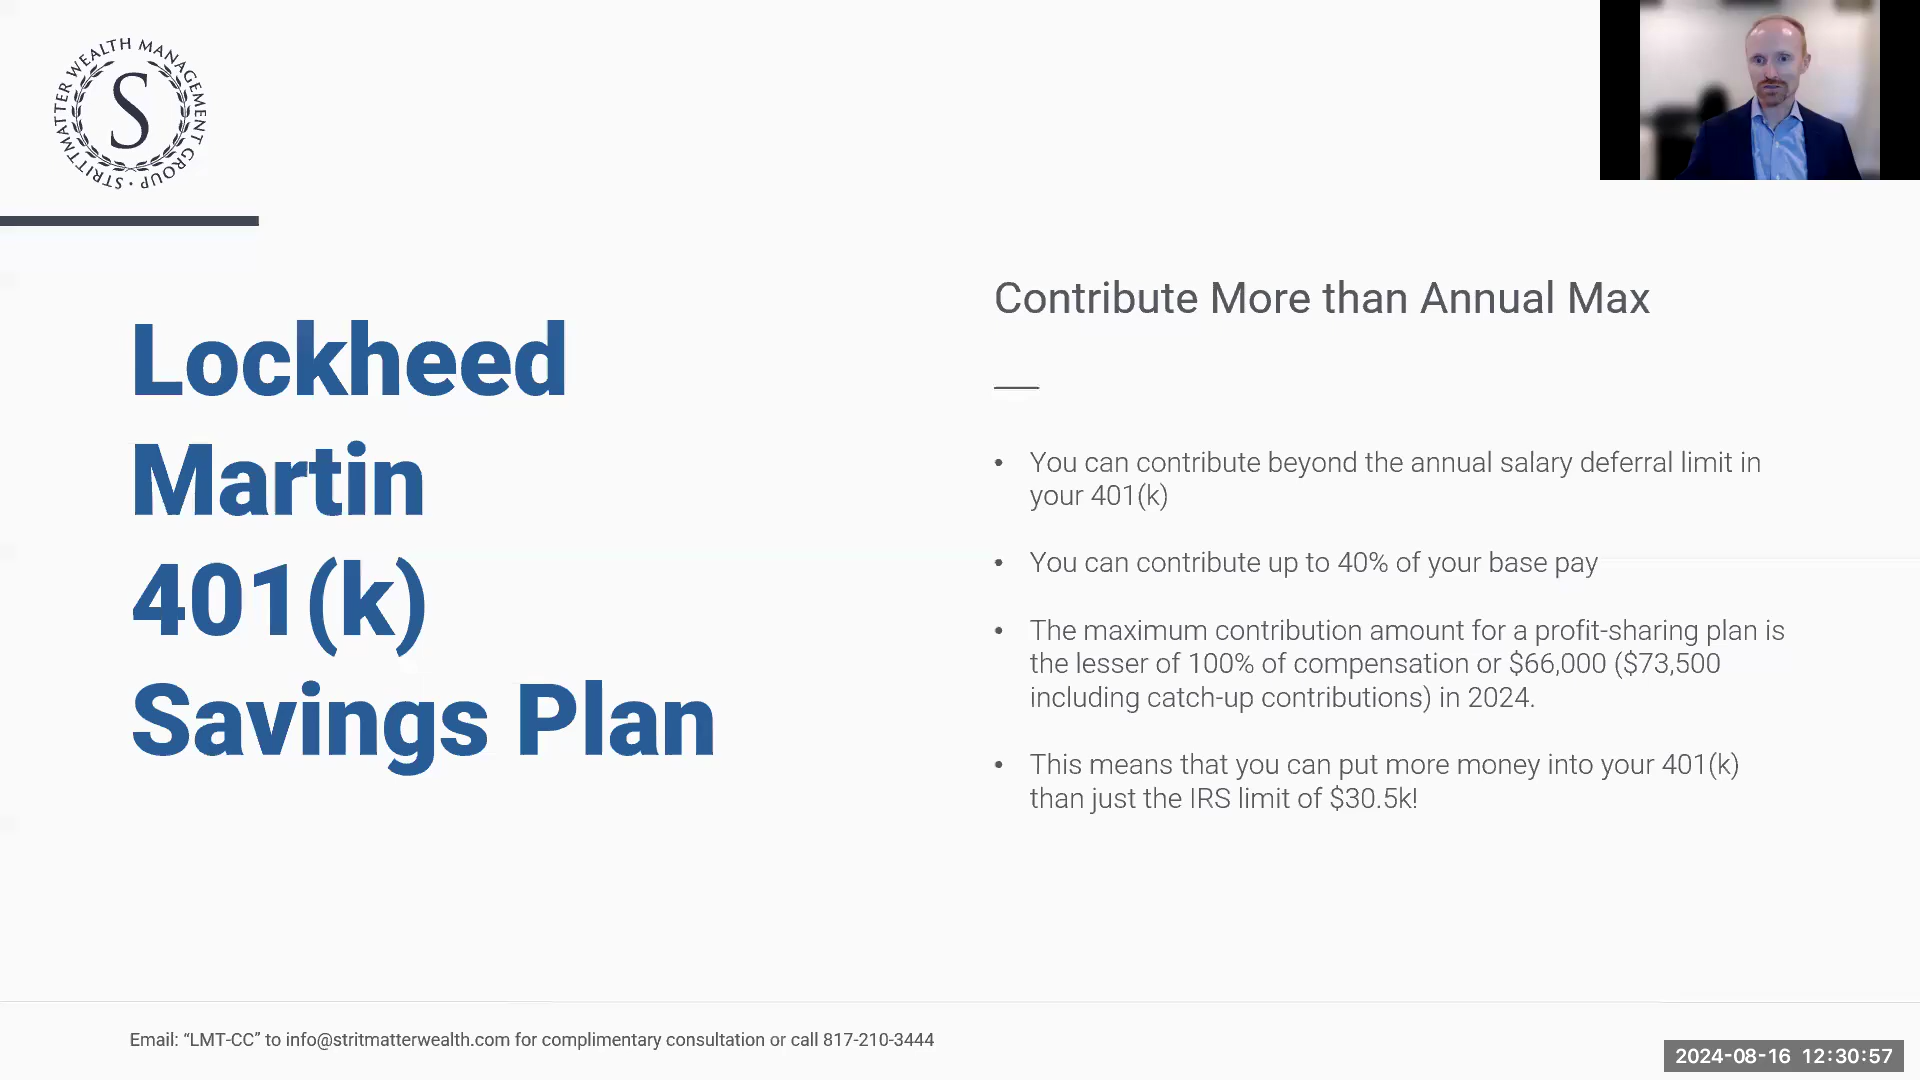 STRITTMATTER WEALTH MANAGEMENT GROUP ·
S
Lockheed
Martin
401(k)
Savings Plan
Contribute More than Annual Max
• You can contribute beyond the annual salary deferral limit in
your 401(k)
• You can contribute up to 40% of your base pay
• The maximum contribution amount for a profit-sharing plan is
the lesser of 100% of compensation or $66,000 ($73,500
including catch-up contributions) in 2024.
• This means that you can put more money into your 401(k)
than just the IRS limit of $30.5k!
Email: “LMT-CC” to info@stritmatterwealth.com for complimentary consultation or call 817-210-3444
2024-08-16 12:30:57